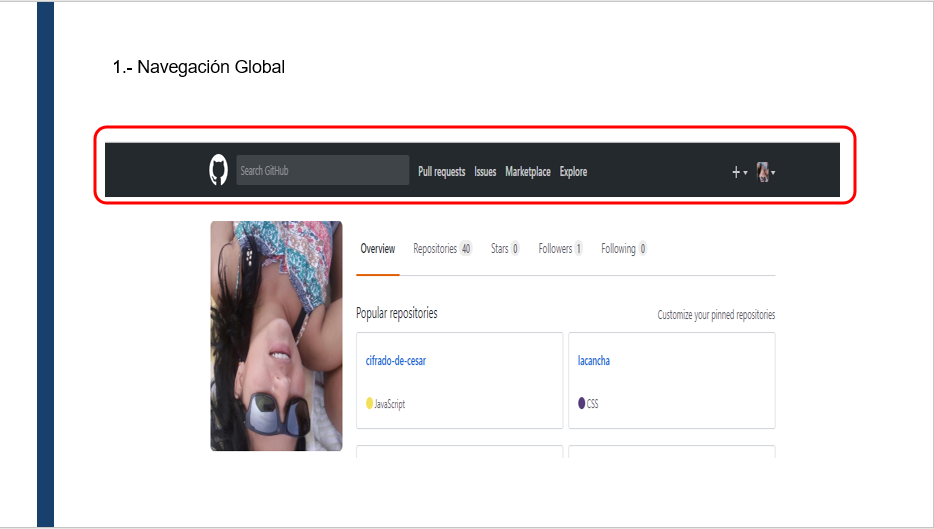 1.- Navegación Global
Search GitHub Pull requests Issues Marketplace Explore
Overview Repositories 40 Stars 0 Followers 1 Following 0
Popular repositories Customize your pinned repositories
cifrado-de-cesar lacancha
JavaScript CSS